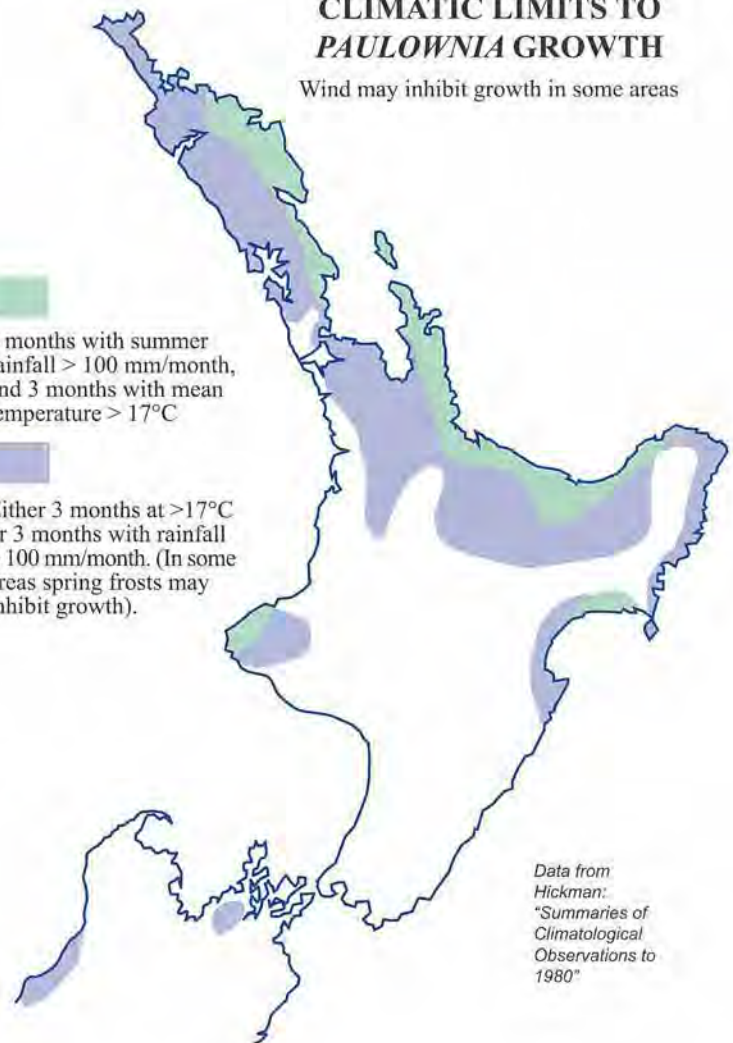 CLIMATIC LIMITS TO
PAULOWNIA GROWTH
Wind may inhibit growth in some areas
months with summer
ainfall > 100 mm/month,
nd 3 months with mean
emperature > 17°C
ither 3 months at >17°C
r 3 months with rainfall
100 mm/month. (In some
reas spring frosts may
nhibit growth).
Data from
Hickman:
"Summaries of
Climatological
Observations to
1980"